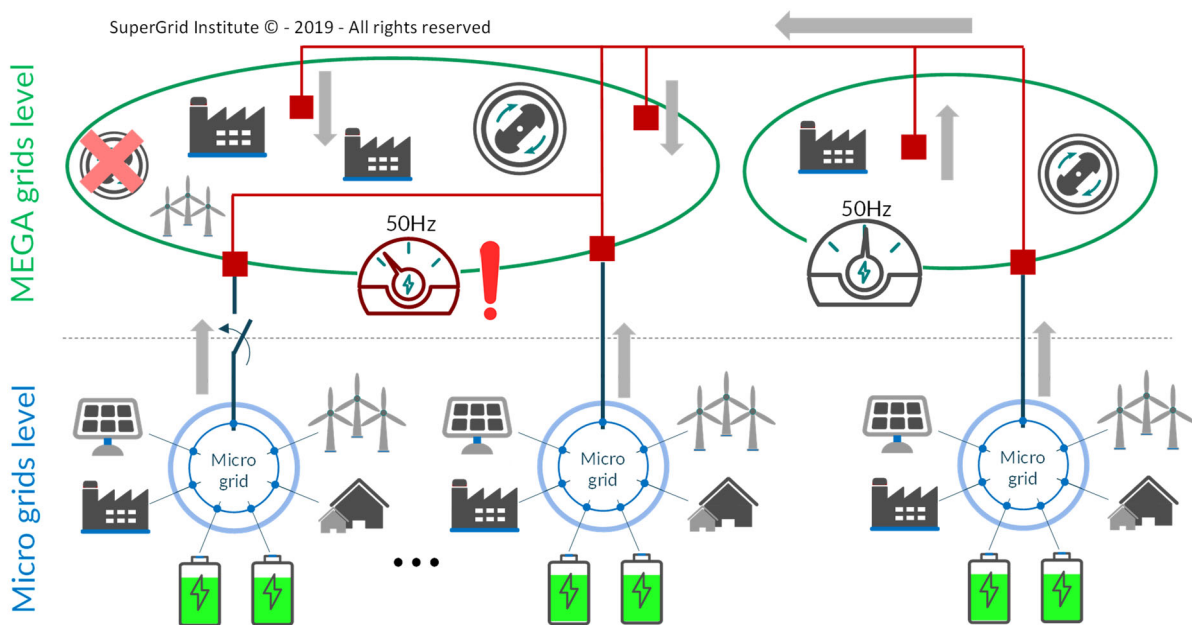 SuperGrid Institute © - 2019 - All rights reserved
MEGA grids level
50Hz
50Hz
Micro grids level
Micro
grid
Micro
grid
Micro
grid